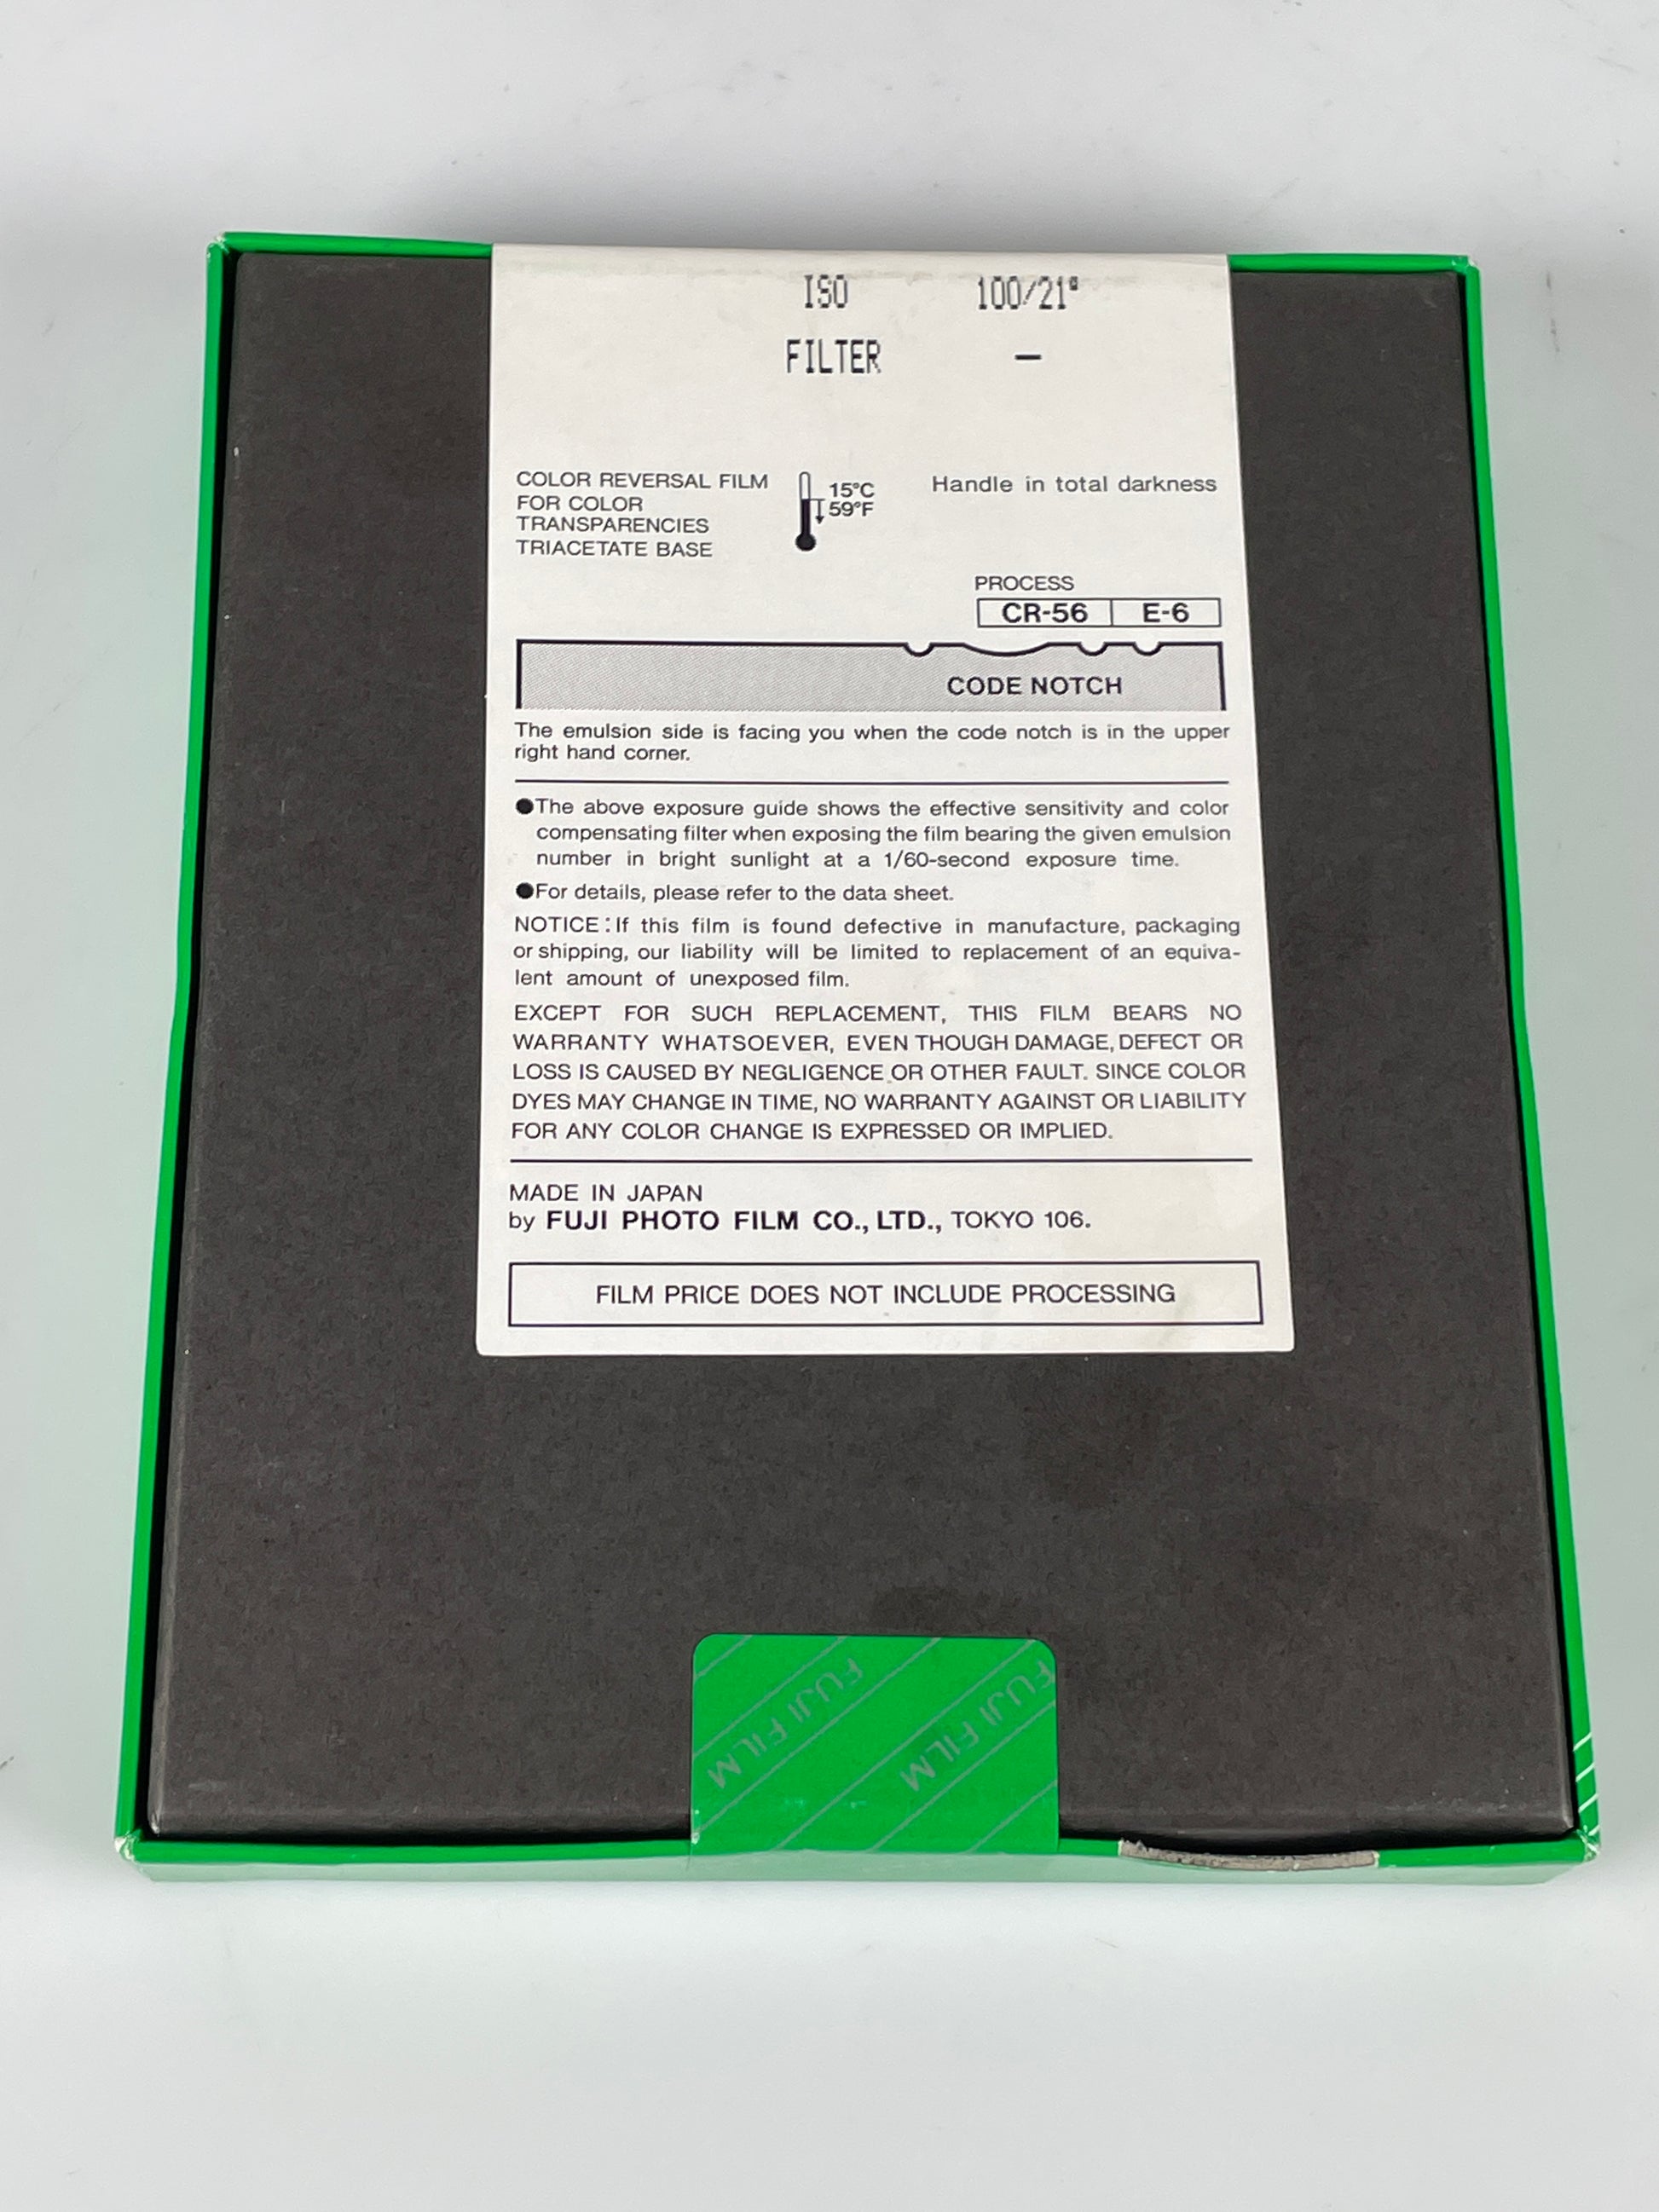 ISO 100/21°
FILTER —
COLOR REVERSAL FILM
FOR COLOR
TRANSPARENCIES
TRIACETATE BASE
15°C
59°F
Handle in total darkness
PROCESS
CR-56 E-6
CODE NOTCH
The emulsion side is facing you when the code notch is in the upper
right hand corner.
●The above exposure guide shows the effective sensitivity and color
compensating filter when exposing the film bearing the given emulsion
number in bright sunlight at a 1/60-second exposure time.
●For details, please refer to the data sheet.
NOTICE:If this film is found defective in manufacture, packaging
or shipping, our liability will be limited to replacement of an equiva-
lent amount of unexposed film.
EXCEPT FOR SUCH REPLACEMENT, THIS FILM BEARS NO
WARRANTY WHATSOEVER, EVEN THOUGH DAMAGE, DEFECT OR
LOSS IS CAUSED BY NEGLIGENCE OR OTHER FAULT. SINCE COLOR
DYES MAY CHANGE IN TIME, NO WARRANTY AGAINST OR LIABILITY
FOR ANY COLOR CHANGE IS EXPRESSED OR IMPLIED.
MADE IN JAPAN
by FUJI PHOTO FILM CO., LTD., TOKYO 106.
FILM PRICE DOES NOT INCLUDE PROCESSING
FUJI FILM
FUJI FILM